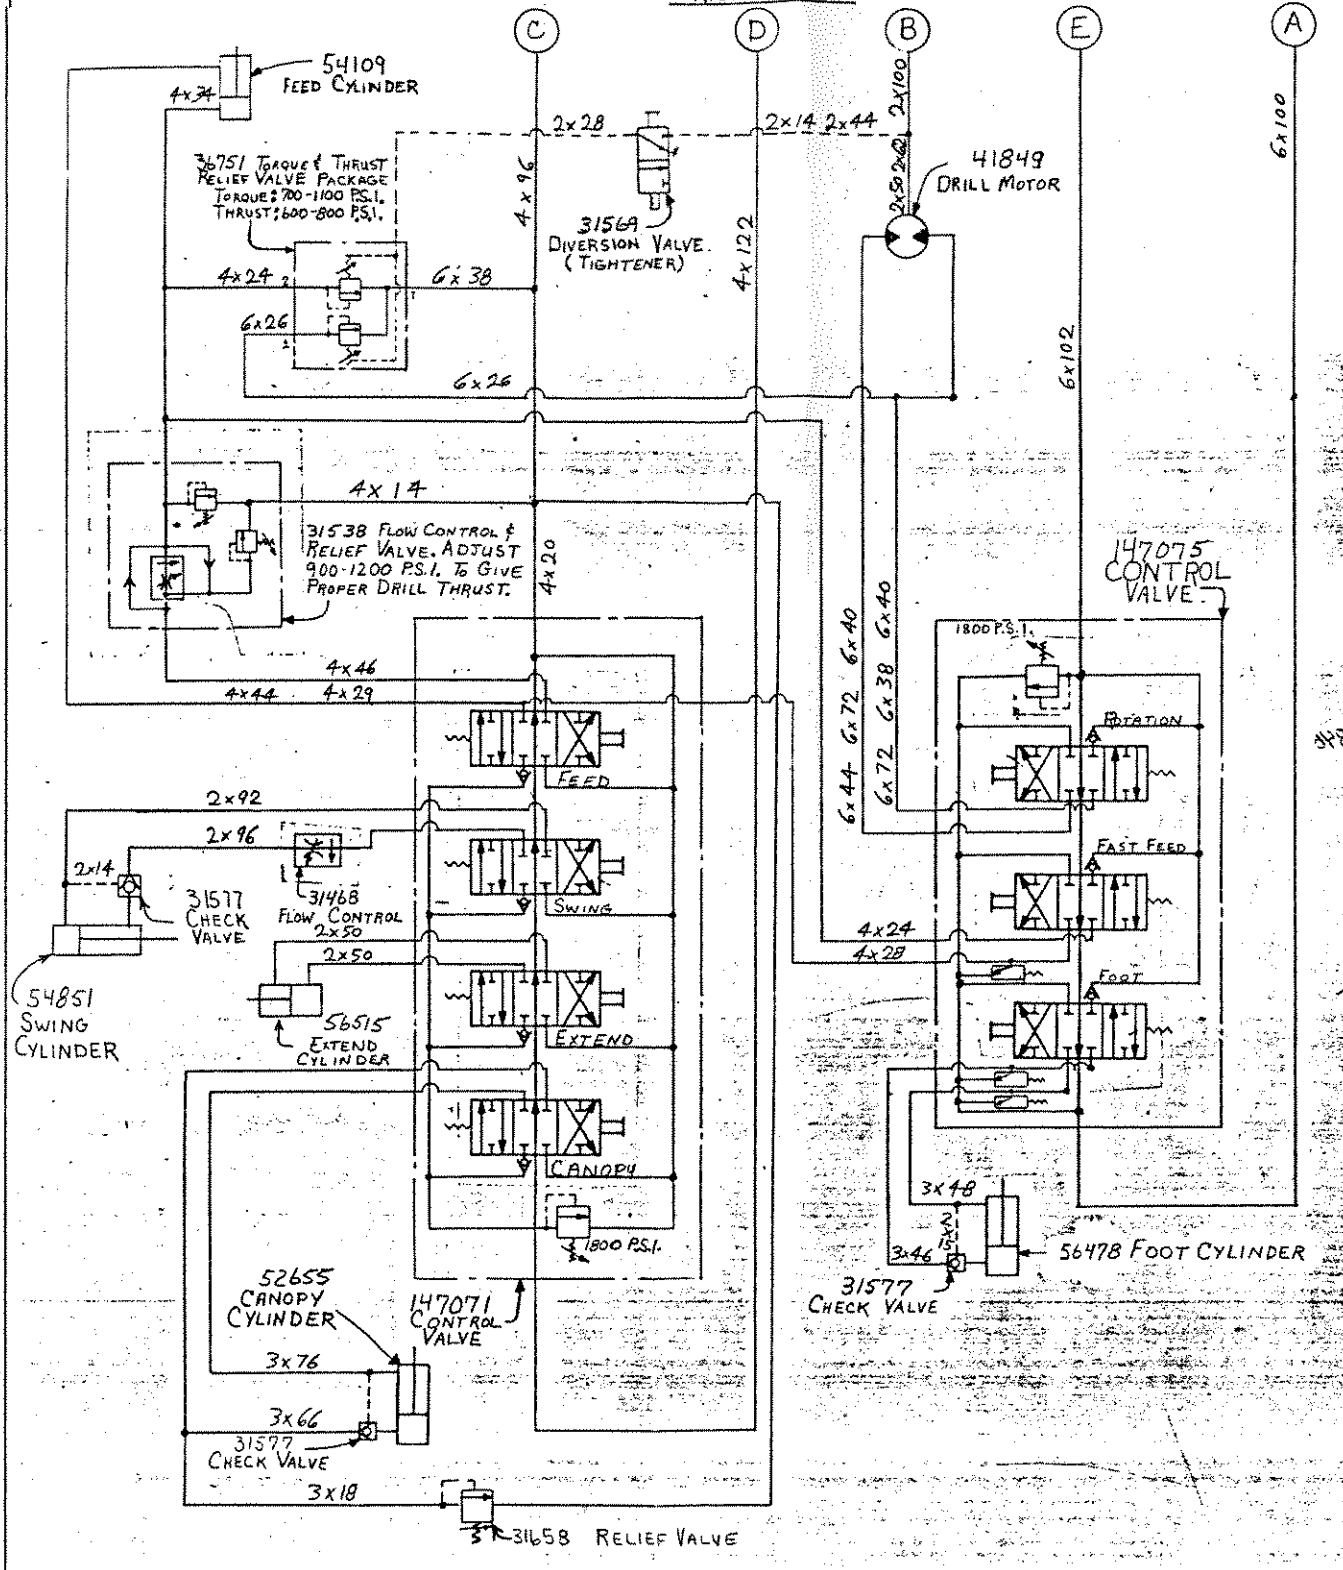 C
D
B
E
A
54109
FEED CYLINDER
4x34
2x28
2x14 2x44
2x100
2x50 2x62
6x100
36751 TORQUE & THRUST
RELIEF VALVE PACKAGE
TORQUE: 700-1100 P.S.I.
THRUST: 600-800 P.S.I.
4x96
41849
DRILL MOTOR
31569
DIVERSION VALVE.
(TIGHTENER)
4x122
4x24
2
6x38
1
6x26
2
6x102
6x26
4x14
31538 FLOW CONTROL &
RELIEF VALVE. ADJUST
900-1200 P.S.I. TO GIVE
PROPER DRILL THRUST.
4x20
147075
CONTROL
VALVE.
6x44 6x72 6x40
6x72 6x38 6x40
1800 P.S.I.
4x46
4x44 4x29
ROTATION
FEED
2x92
2x96
FAST FEED
2x14
31577
CHECK
VALVE
31468
FLOW CONTROL
SWING
2x50
2x50
4x24
4x28
FOOT
54851
SWING
CYLINDER
56515
EXTEND
CYLINDER
EXTEND
CANOPY
3x48
1800 P.S.I.
3x46
56478 FOOT CYLINDER
31577
CHECK VALVE
52655
CANOPY
CYLINDER
147071
CONTROL
VALVE
3x76
3x66
31577
CHECK VALVE
3x18
31658 RELIEF VALVE